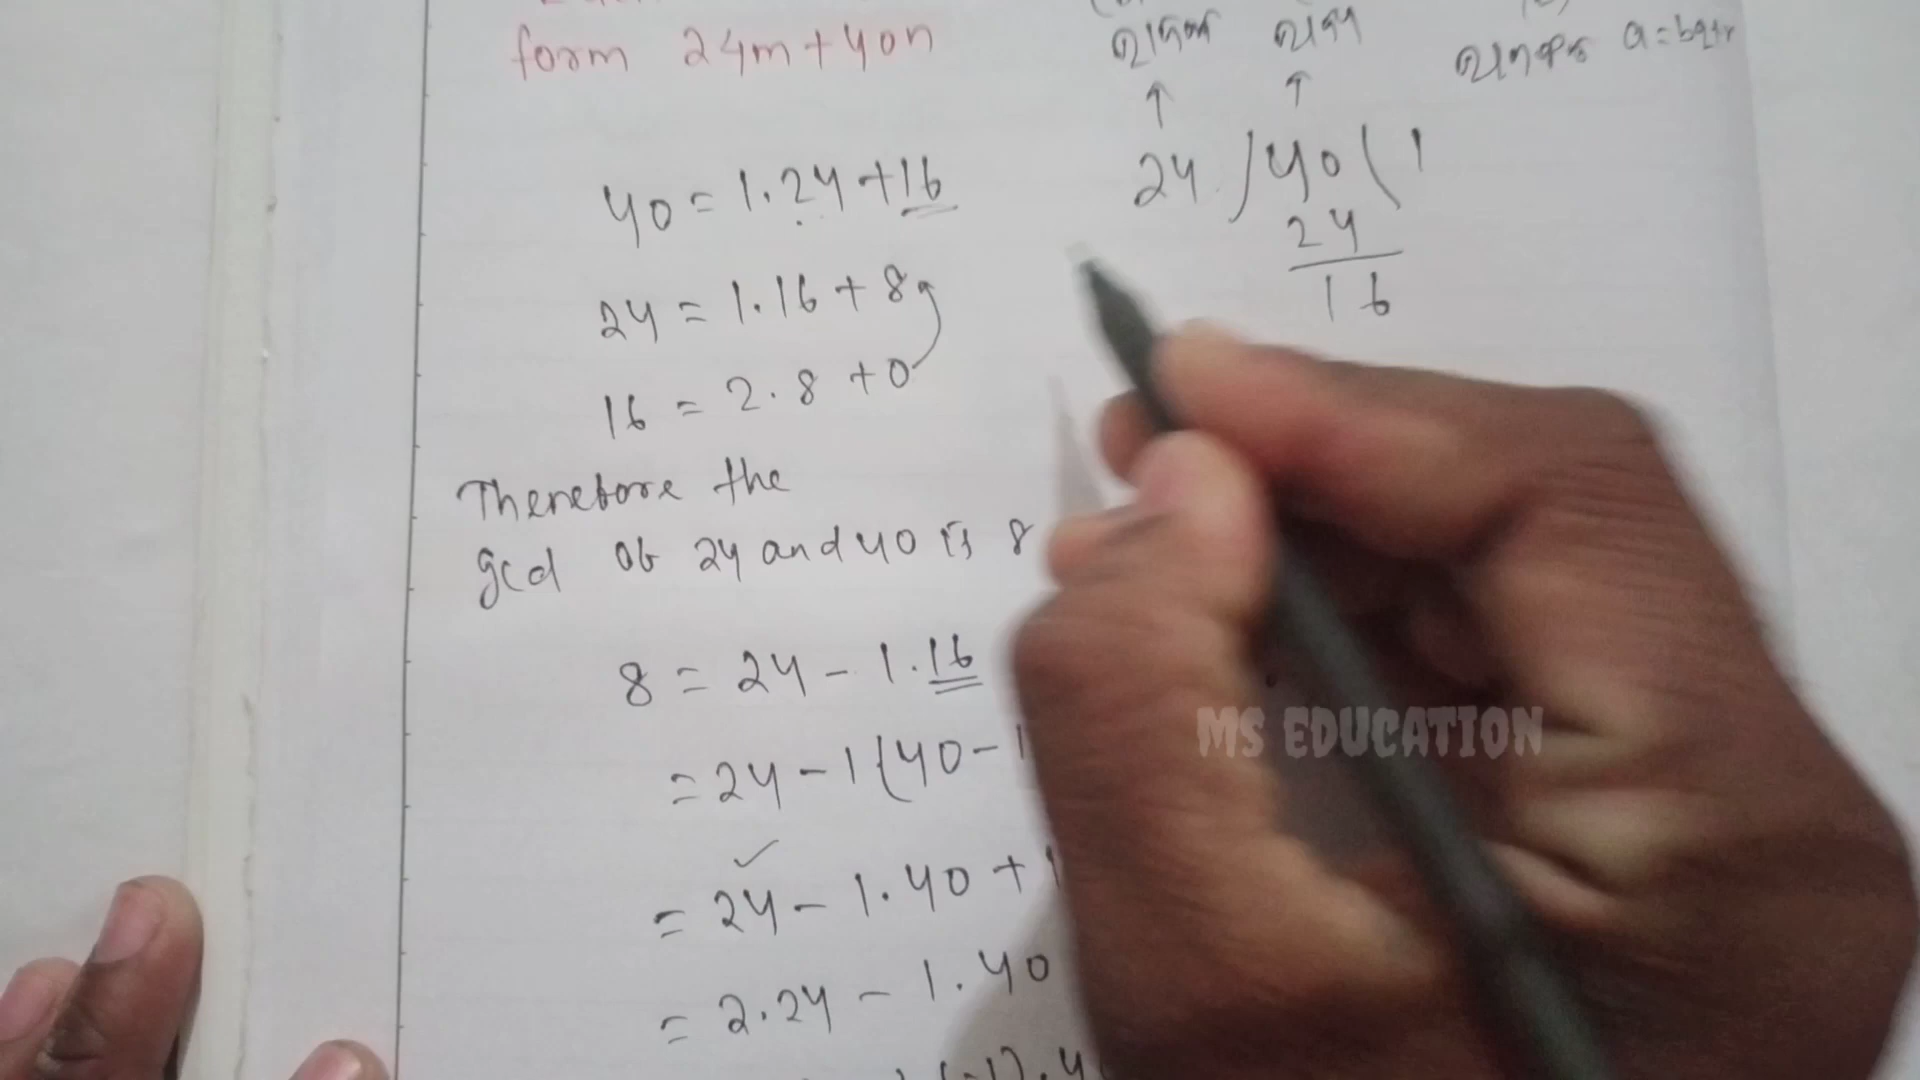 form 24m+40n
a=bq+r
40 = 1.24 + 16
24 = 1.16 + 8
16 = 2.8 + 0
24 ) 40 ( 1
24
16
Therefore the
gcd of 24 and 40 is 8
8 = 24 - 1.16
= 24 - 1(40 - 1
= 24 - 1.40 + 1
= 2.24 - 1.40
MS EDUCATION